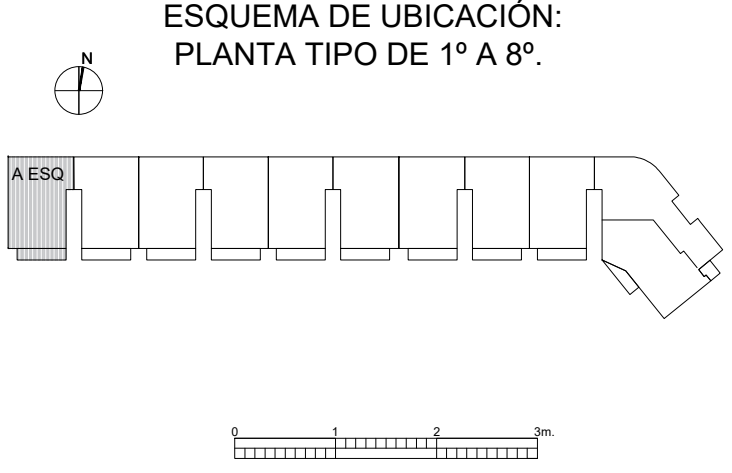 ESQUEMA DE UBICACIÓN:
PLANTA TIPO DE 1º A 8º.
N
A ESQ
0 1 2 3m.